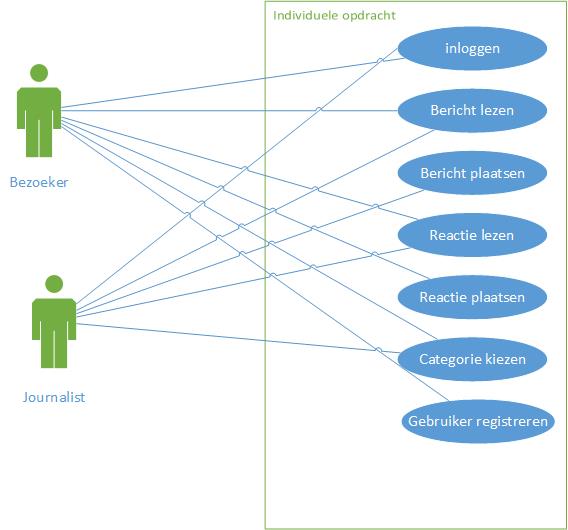 Individuele opdracht
inloggen
Bericht lezen
Bericht plaatsen
Bezoeker
Reactie lezen
Reactie plaatsen
Categorie kiezen
Journalist
Gebruiker registreren